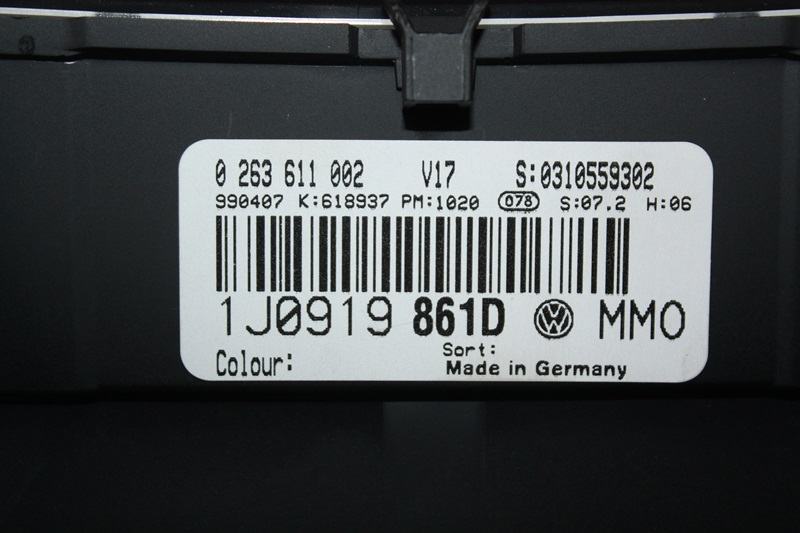 0 263 611 002 V17 S:0310559302
990407 K:618937 PM:1020 078 S:07.2 H:06
1J0919 861D VW MMO
Sort:
Colour: Made in Germany